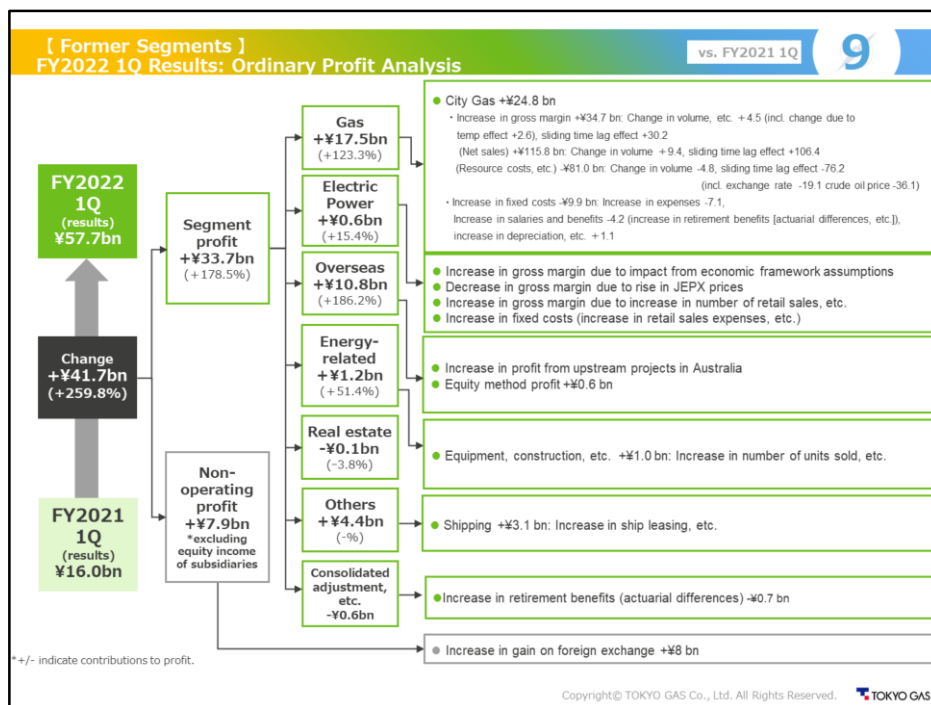 【 Former Segments 】
FY2022 1Q Results: Ordinary Profit Analysis
vs. FY2021 1Q
9
FY2022
1Q
(results)
¥57.7bn
Change
+¥41.7bn
(+259.8%)
FY2021
1Q
(results)
¥16.0bn
Segment
profit
+¥33.7bn
(+178.5%)
Non-
operating
profit
+¥7.9bn
*excluding
equity income
of subsidiaries
Gas
+¥17.5bn
(+123.3%)
Electric
Power
+¥0.6bn
(+15.4%)
Overseas
+¥10.8bn
(+186.2%)
Energy-
related
+¥1.2bn
(+51.4%)
Real estate
-¥0.1bn
(-3.8%)
Others
+¥4.4bn
(-%)
Consolidated
adjustment,
etc.
-¥0.6bn
● City Gas +¥24.8 bn
・Increase in gross margin +¥34.7 bn: Change in volume, etc. ＋4.5 (incl. change due to
temp effect +2.6), sliding time lag effect +30.2
(Net sales) +¥115.8 bn: Change in volume ＋9.4, sliding time lag effect +106.4
(Resource costs, etc.) -¥81.0 bn: Change in volume -4.8, sliding time lag effect -76.2
(incl. exchange rate -19.1 crude oil price -36.1)
・Increase in fixed costs -¥9.9 bn: Increase in expenses -7.1,
Increase in salaries and benefits -4.2 (increase in retirement benefits [actuarial differences, etc.]),
increase in depreciation, etc. ＋1.1
● Increase in gross margin due to impact from economic framework assumptions
● Decrease in gross margin due to rise in JEPX prices
● Increase in gross margin due to increase in number of retail sales, etc.
● Increase in fixed costs (increase in retail sales expenses, etc.)
● Increase in profit from upstream projects in Australia
● Equity method profit +¥0.6 bn
● Equipment, construction, etc. +¥1.0 bn: Increase in number of units sold, etc.
● Shipping +¥3.1 bn: Increase in ship leasing, etc.
● Increase in retirement benefits (actuarial differences) -¥0.7 bn
● Increase in gain on foreign exchange +¥8 bn
*+/- indicate contributions to profit.
Copyright© TOKYO GAS Co., Ltd. All Rights Reserved.
TOKYO GAS